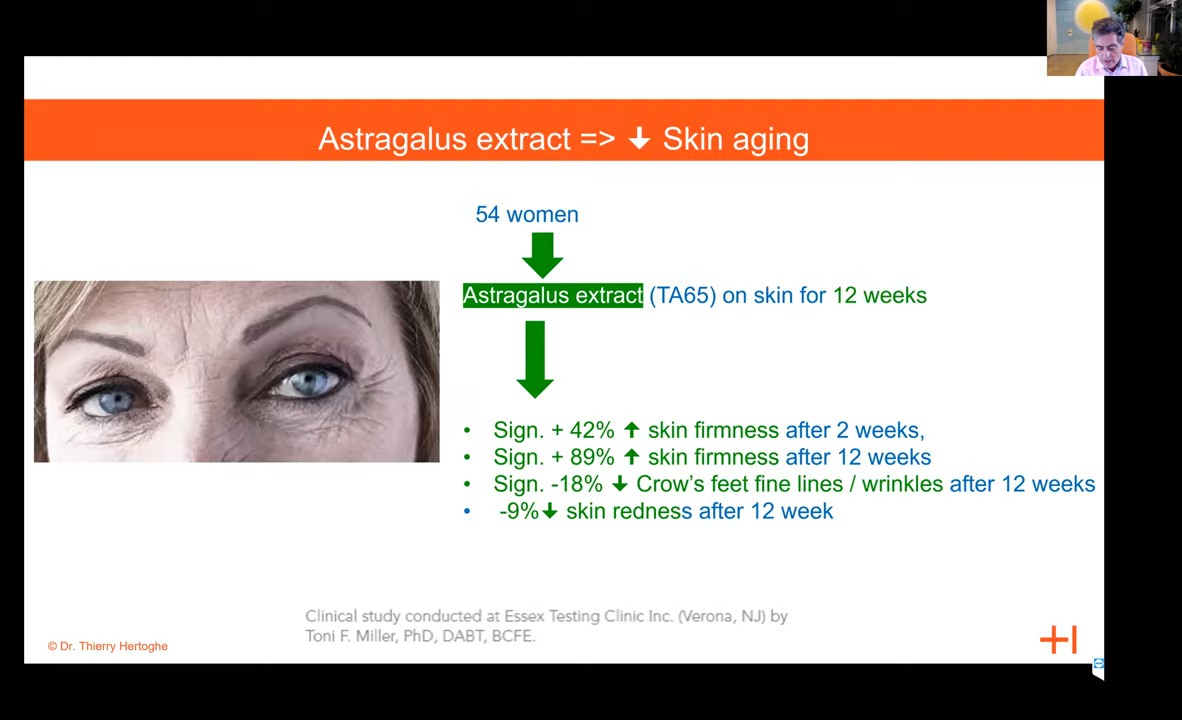 Astragalus extract => ↓ Skin aging
54 women
Astragalus extract (TA65) on skin for 12 weeks
• Sign. + 42% ↑ skin firmness after 2 weeks,
• Sign. + 89% ↑ skin firmness after 12 weeks
• Sign. -18% ↓ Crow's feet fine lines / wrinkles after 12 weeks
• -9%↓ skin redness after 12 week
Clinical study conducted at Essex Testing Clinic Inc. (Verona, NJ) by
Toni F. Miller, PhD, DABT, BCFE.
© Dr. Thierry Hertoghe